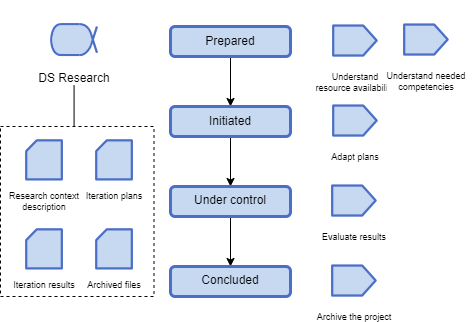 Prepared
DS Research
Understand
resource availabili
Understand needed
competencies
Initiated
Adapt plans
Research context
description
Iteration plans
Under control
Evaluate results
Iteration results
Archived files
Concluded
Archive the project